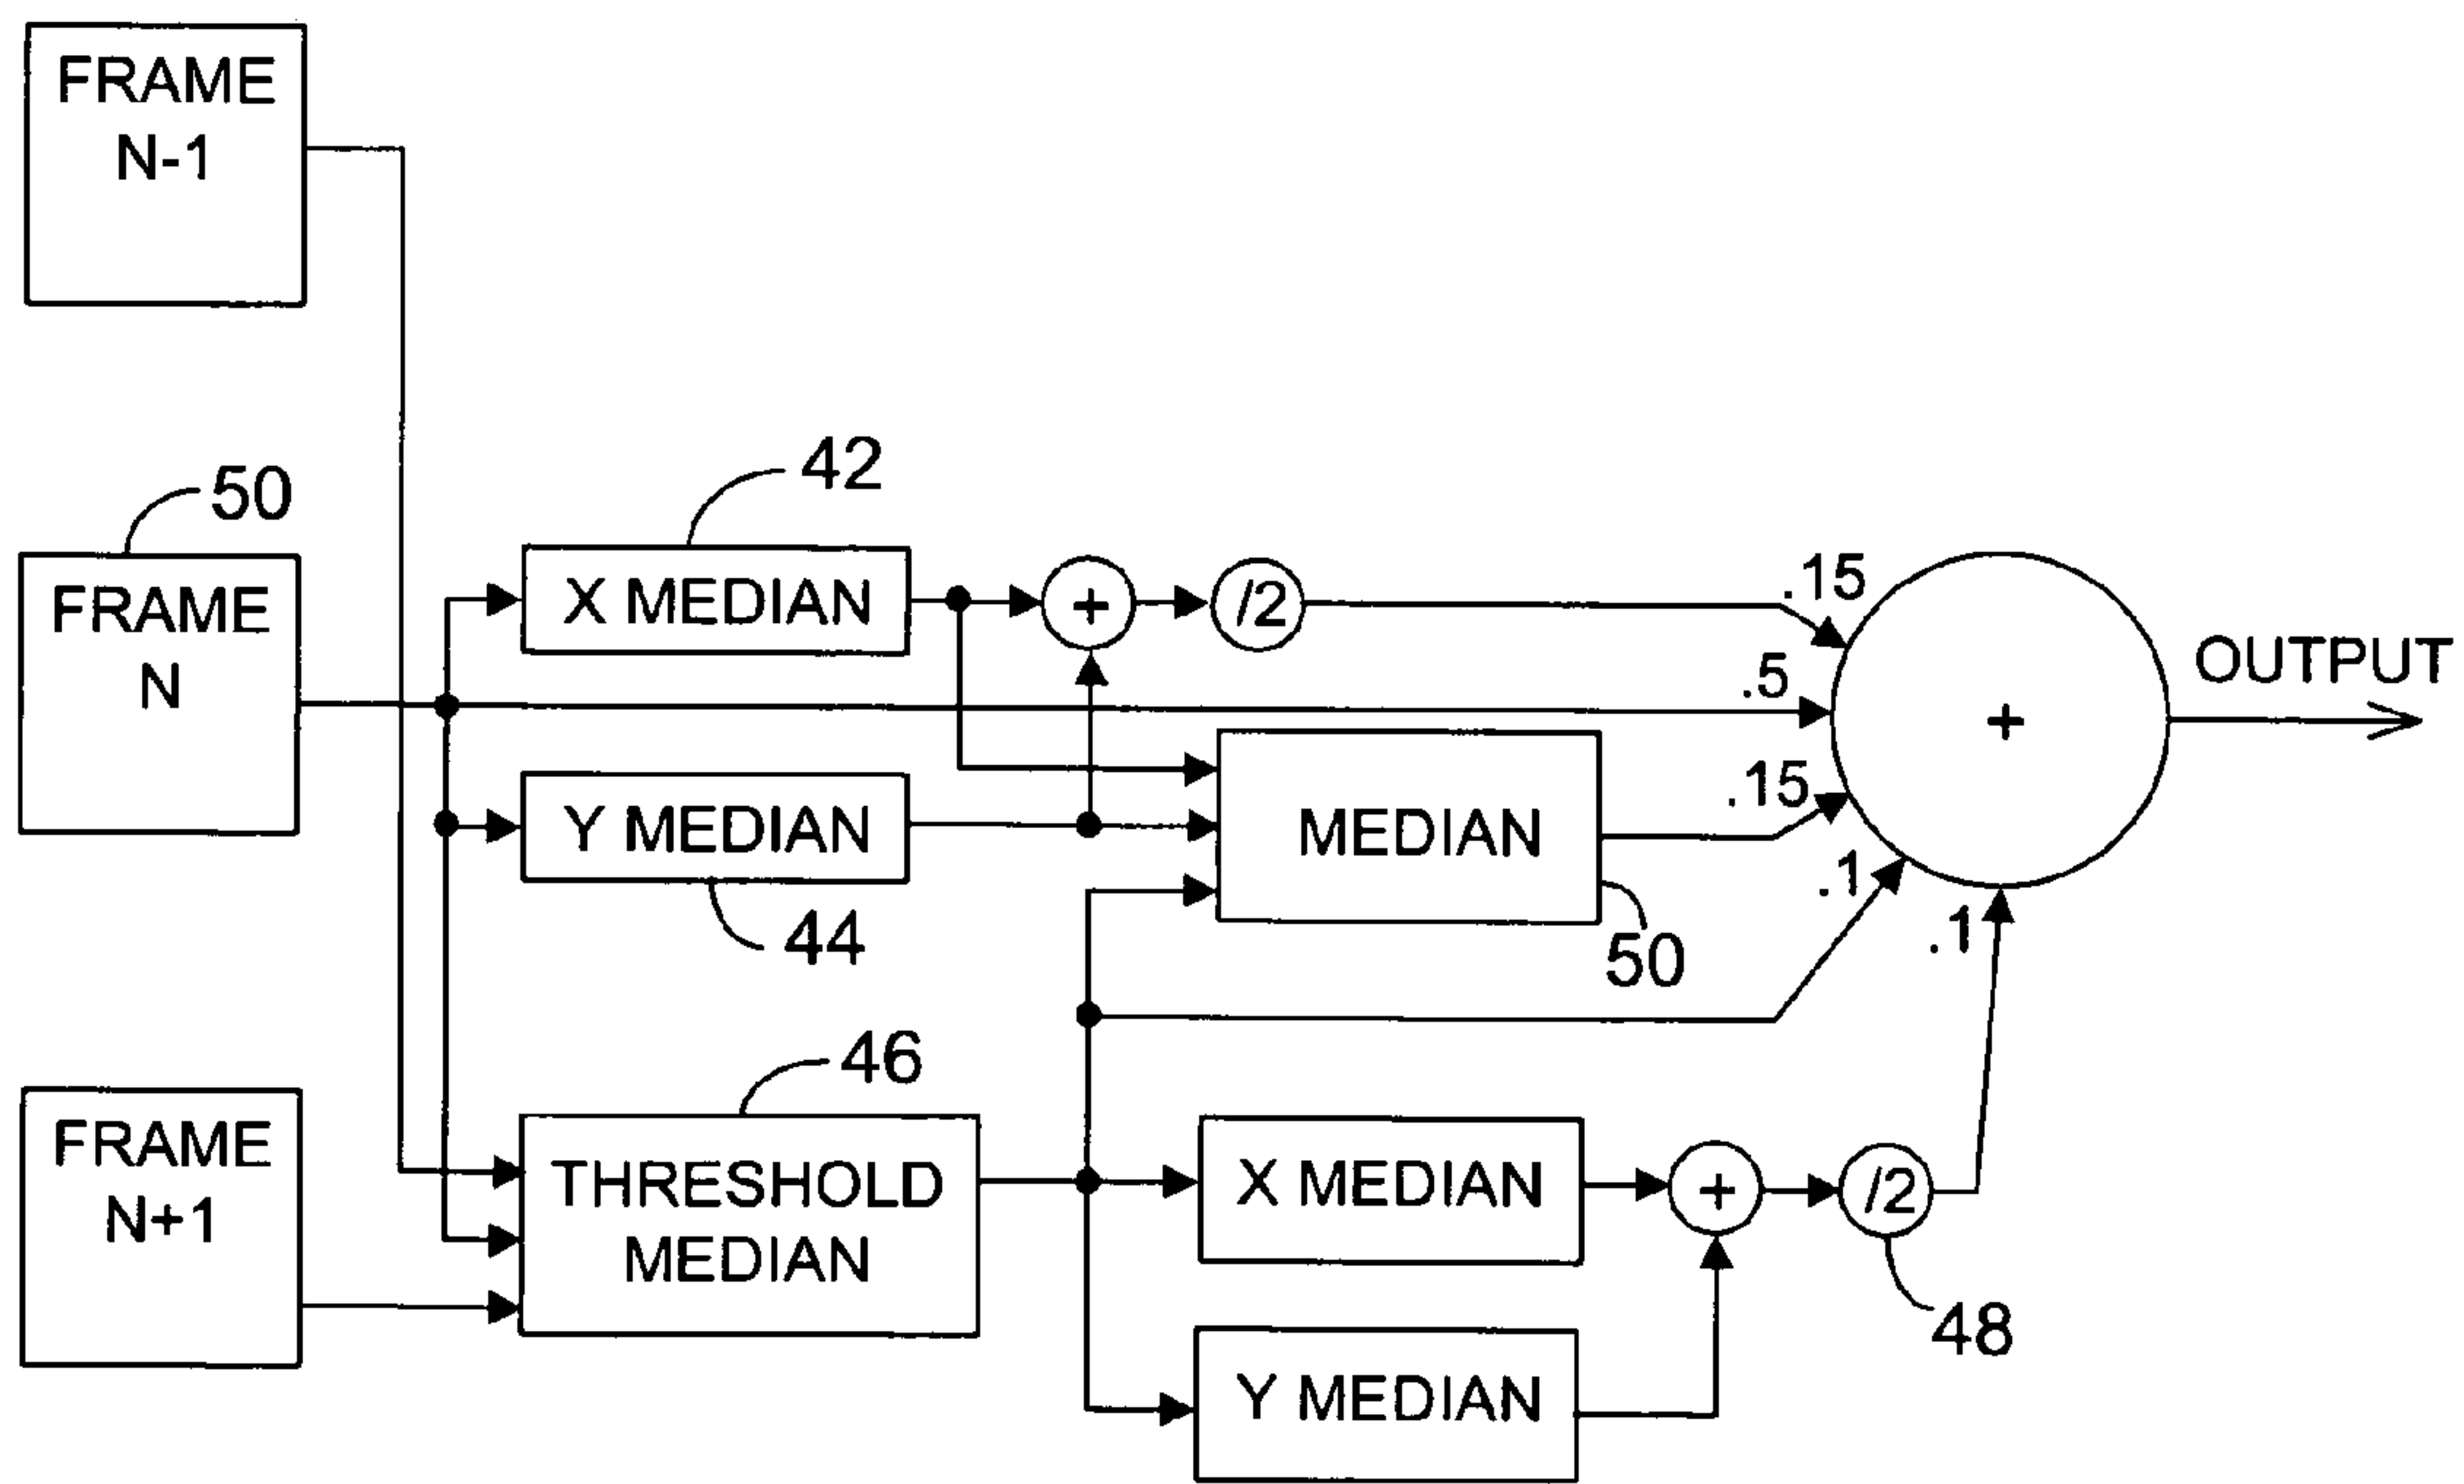 FRAME
N-1
50
FRAME
N
42
X MEDIAN
+
/2
.15
.5
+
OUTPUT
Y MEDIAN
44
MEDIAN
50
.15
.1
.1
FRAME
N+1
46
THRESHOLD
MEDIAN
X MEDIAN
+
/2
48
Y MEDIAN